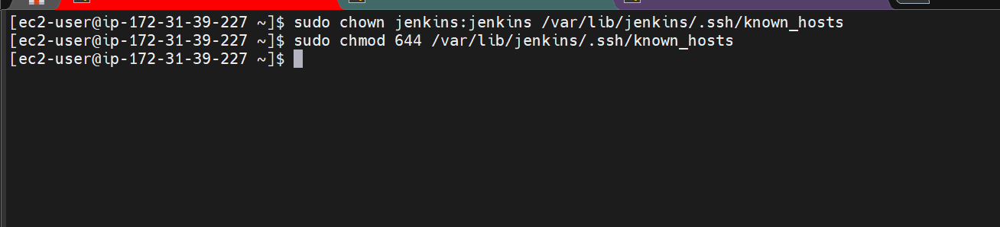 [ec2-user@ip-172-31-39-227 ~]$ sudo chown jenkins:jenkins /var/lib/jenkins/.ssh/known_hosts
[ec2-user@ip-172-31-39-227 ~]$ sudo chmod 644 /var/lib/jenkins/.ssh/known_hosts
[ec2-user@ip-172-31-39-227 ~]$